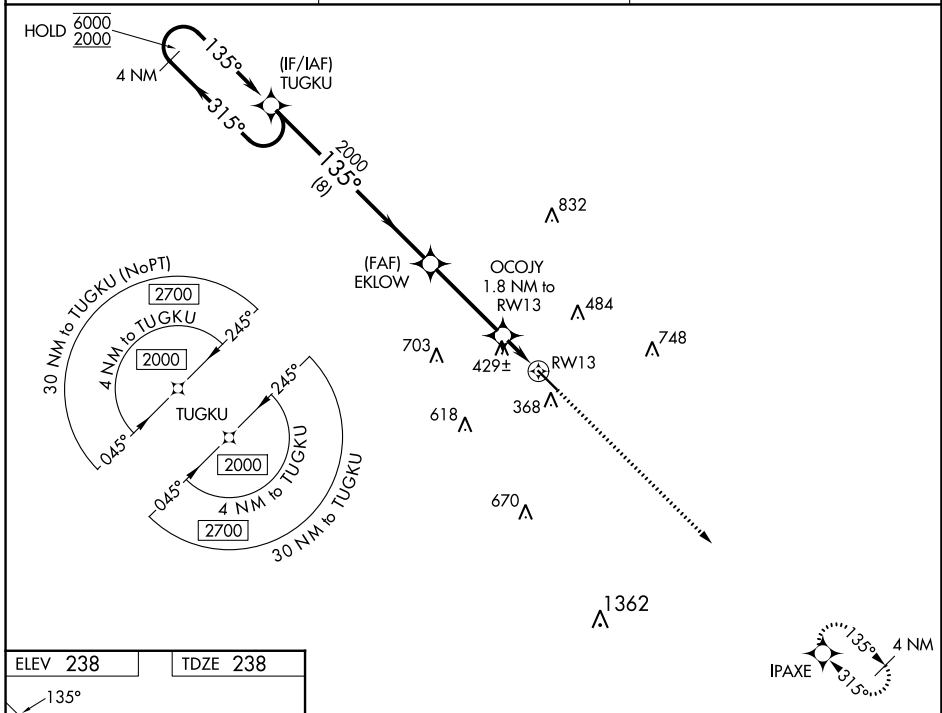 HOLD 6000
2000
4 NM
135°
315°
(IF/IAF)
TUGKU
2000
135°
(8)
832
(FAF)
EKLOW
OCOJY
1.8 NM to
RW13
484
748
703
429±
RW13
368
618
670
1362
30 NM to TUGKU (NoPT)
2700
4 NM to TUGKU
2000
245°
045°
TUGKU
245°
045°
2000
4 NM to TUGKU
2700
30 NM to TUGKU
IPAXE
135°
315°
4 NM
ELEV 238
TDZE 238
135°